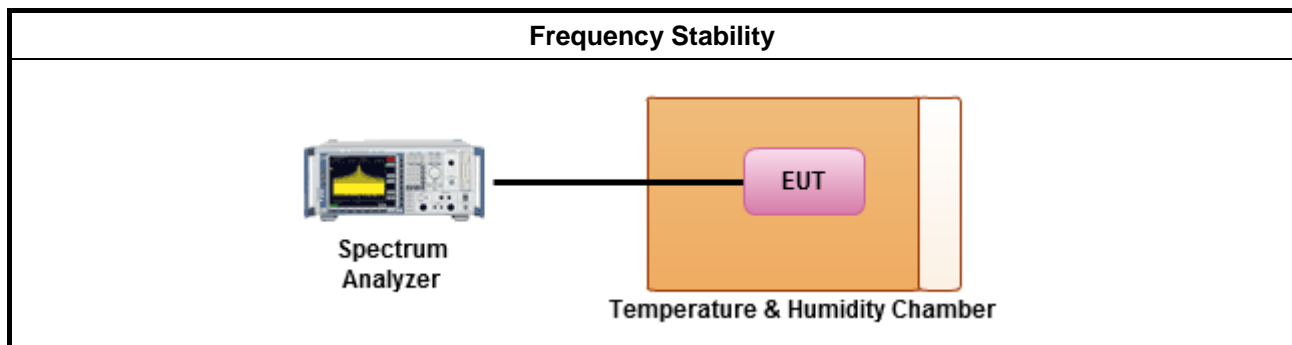 Frequency Stability
EUT
Spectrum
Analyzer
Temperature & Humidity Chamber